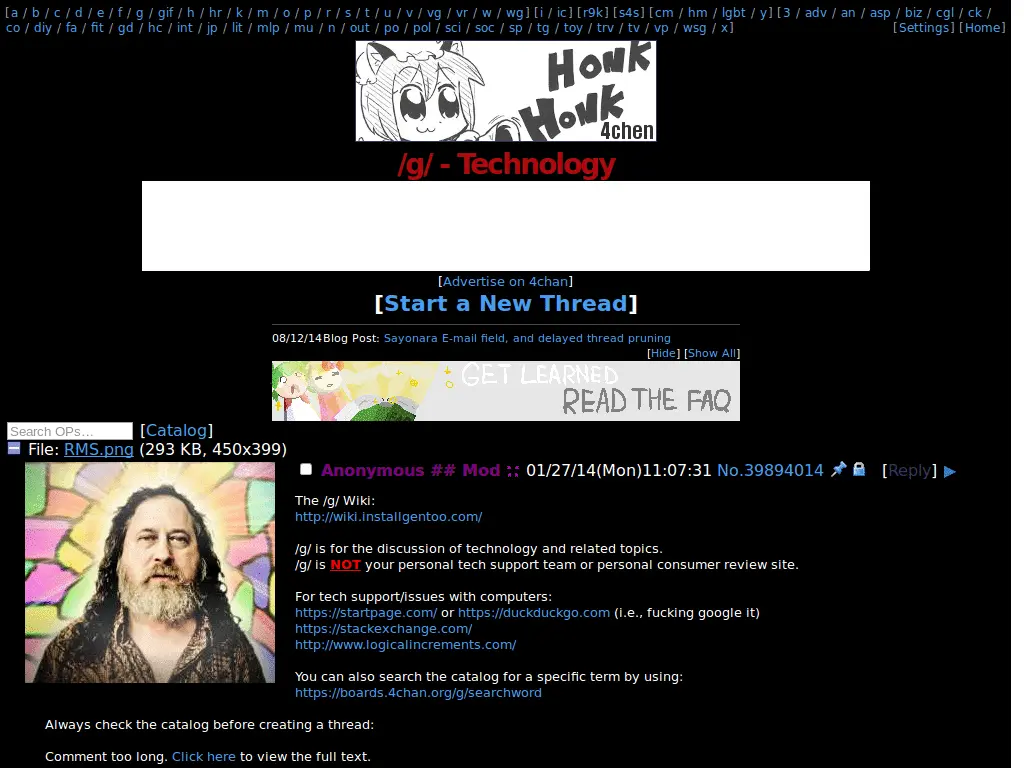 [a / b / c / d / e / f / g / gif / h / hr / k / m / o / p / r / s / t / u / v / vg / vr / w / wg] [i / ic] [r9k] [s4s] [cm / hm / lgbt / y] [3 / adv / an / asp / biz / cgl / ck /
co / diy / fa / fit / gd / hc / int / jp / lit / mlp / mu / n / out / po / pol / sci / soc / sp / tg / toy / trv / tv / vp / wsg / x]
[Settings] [Home]
HONK
HONK
4chen
/g/ - Technology
[Advertise on 4chan]
[Start a New Thread]
08/12/14Blog Post: Sayonara E-mail field, and delayed thread pruning
[Hide] [Show All]
GET LEARNED
READ THE FAQ
Search OPs... [Catalog]
File: RMS.png (293 KB, 450x399)
Anonymous ## Mod :: 01/27/14(Mon)11:07:31 No.39894014 [Reply] ▶
The /g/ Wiki:
http://wiki.installgentoo.com/
/g/ is for the discussion of technology and related topics.
/g/ is NOT your personal tech support team or personal consumer review site.
For tech support/issues with computers:
https://startpage.com/ or https://duckduckgo.com (i.e., fucking google it)
https://stackexchange.com/
http://www.logicalincrements.com/
You can also search the catalog for a specific term by using:
https://boards.4chan.org/g/searchword
Always check the catalog before creating a thread:
Comment too long. Click here to view the full text.